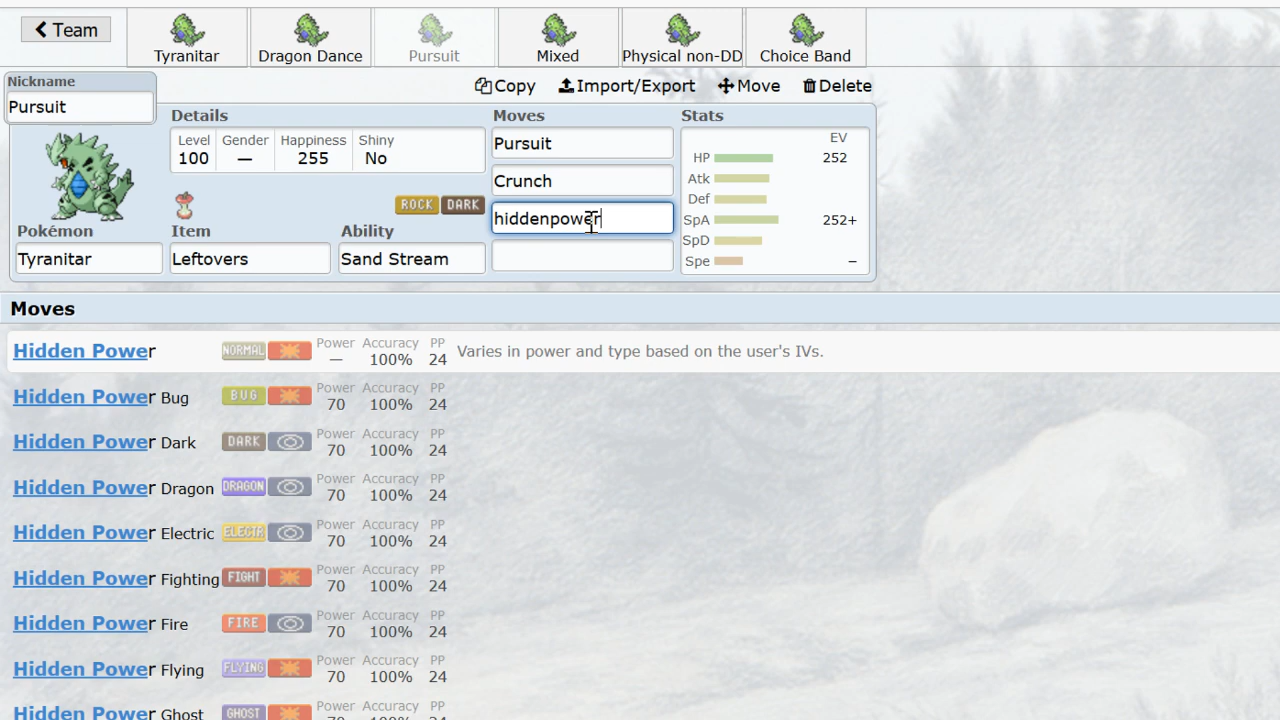 Team
Tyranitar
Dragon Dance
Pursuit
Mixed
Physical non-DD
Choice Band
Nickname
Pursuit
Copy
Import/Export
Move
Delete
Details
Level
100
Gender
—
Happiness
255
Shiny
No
ROCK
DARK
Pokémon
Tyranitar
Item
Leftovers
Ability
Sand Stream
Moves
Pursuit
Crunch
hiddenpower
Stats
EV
HP 252
Atk
Def
SpA 252+
SpD
Spe –
Moves
Hidden Power NORMAL Power — Accuracy 100% PP 24 Varies in power and type based on the user's IVs.
Hidden Power Bug BUG Power 70 Accuracy 100% PP 24
Hidden Power Dark DARK Power 70 Accuracy 100% PP 24
Hidden Power Dragon DRAGON Power 70 Accuracy 100% PP 24
Hidden Power Electric ELECTR Power 70 Accuracy 100% PP 24
Hidden Power Fighting FIGHT Power 70 Accuracy 100% PP 24
Hidden Power Fire FIRE Power 70 Accuracy 100% PP 24
Hidden Power Flying FLYING Power 70 Accuracy 100% PP 24
Hidden Power Ghost GHOST Power 70 Accuracy 100% PP 24